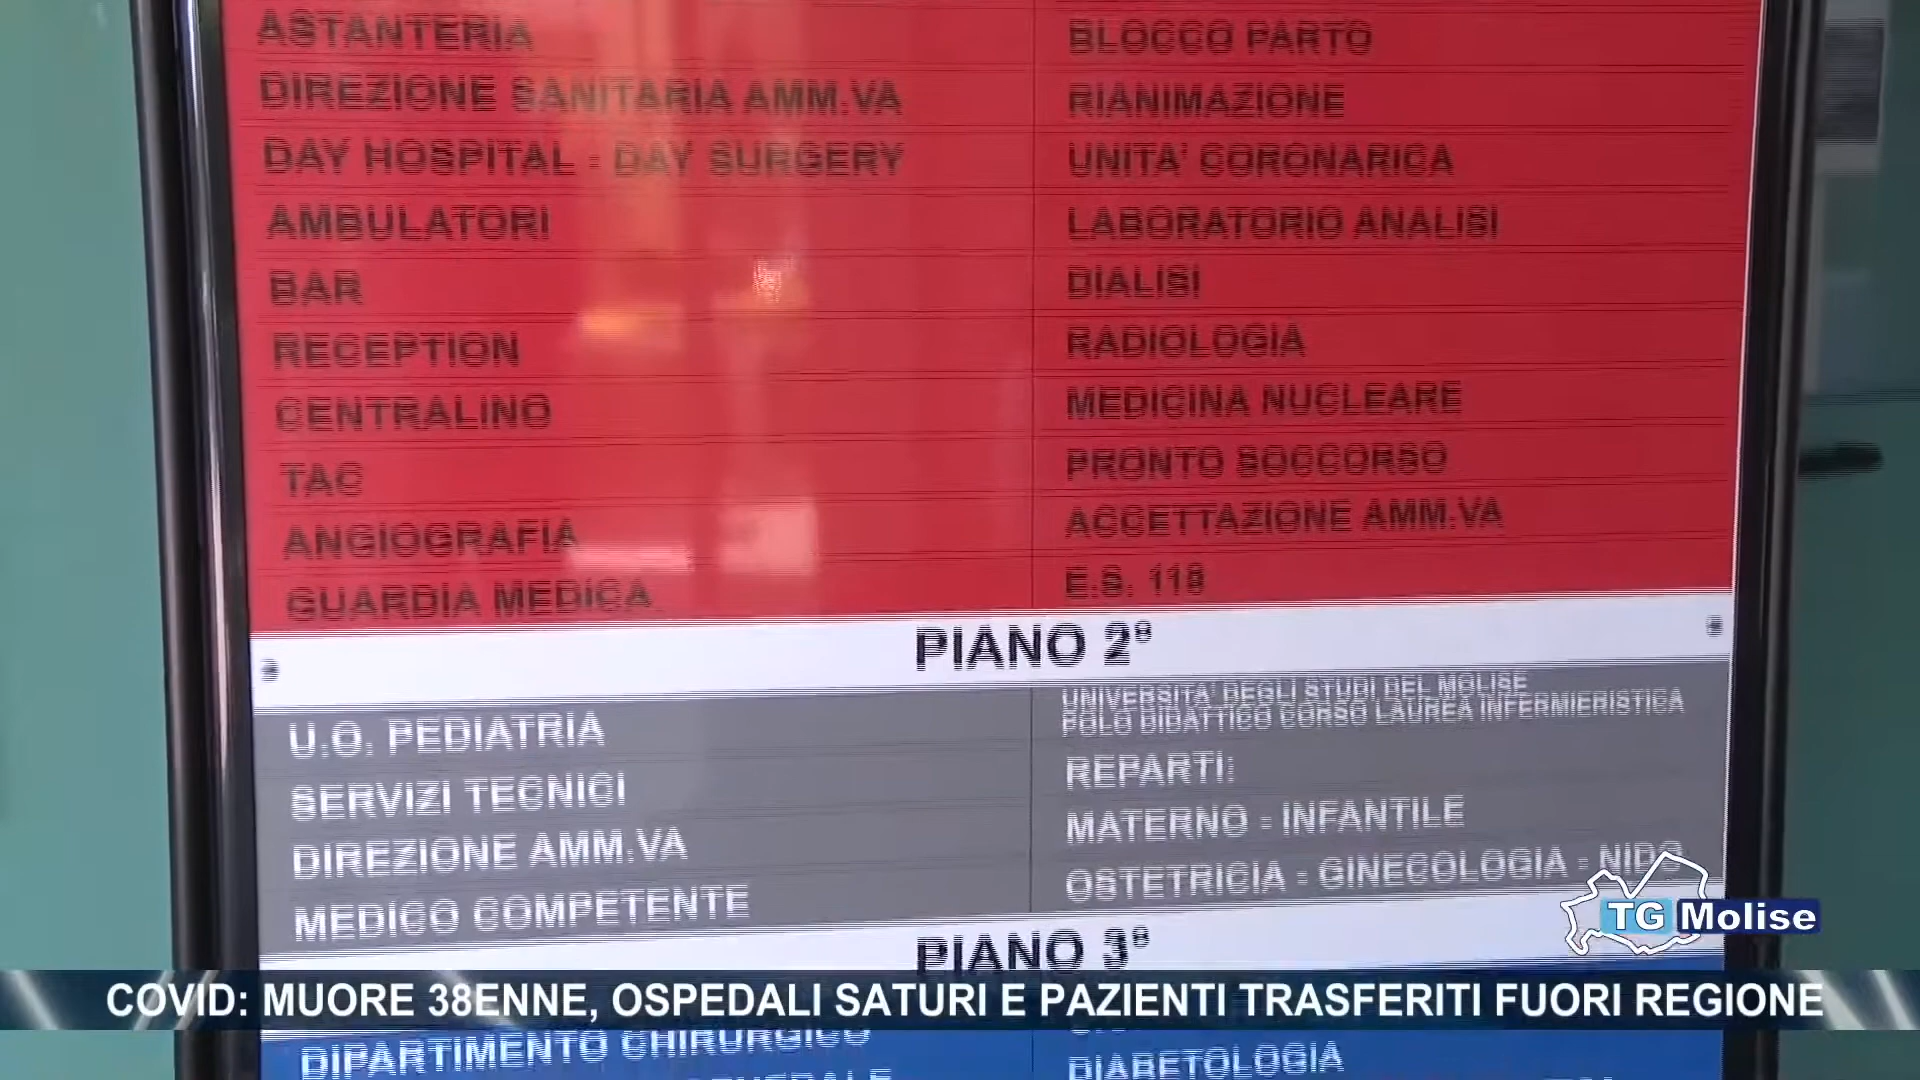 ASTANTERIA
DIREZIONE SANITARIA AMM.VA
DAY HOSPITAL - DAY SURGERY
AMBULATORI
BAR
RECEPTION
CENTRALINO
TAC
ANGIOGRAFIA
GUARDIA MEDICA
BLOCCO PARTO
RIANIMAZIONE
UNITA' CORONARICA
LABORATORIO ANALISI
DIALISI
RADIOLOGIA
MEDICINA NUCLEARE
PRONTO SOCCORSO
ACCETTAZIONE AMM.VA
E.S. 118
PIANO 2°
U.O. PEDIATRIA
SERVIZI TECNICI
DIREZIONE AMM.VA
MEDICO COMPETENTE
UNIVERSITA' DEGLI STUDI DEL MOLISE
POLO DIDATTICO CORSO LAUREA INFERMIERISTICA
REPARTI:
MATERNO - INFANTILE
OSTETRICIA - GINECOLOGIA - NIDO
PIANO 3°
TG Molise
COVID: MUORE 38ENNE, OSPEDALI SATURI E PAZIENTI TRASFERITI FUORI REGIONE
DIPARTIMENTO CHIRURGICO
DIABETOLOGIA